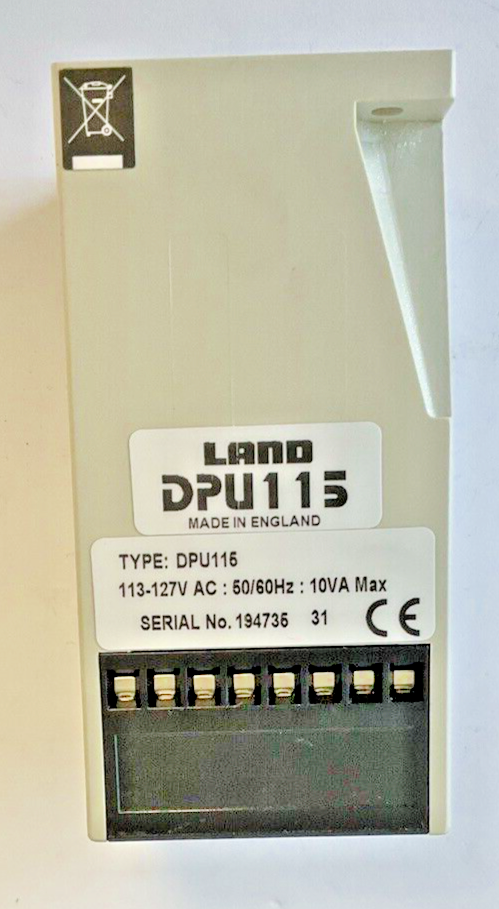 LAND
DPU115
MADE IN ENGLAND
TYPE: DPU115
113-127V AC : 50/60Hz : 10VA Max
SERIAL No. 194735 31
CE